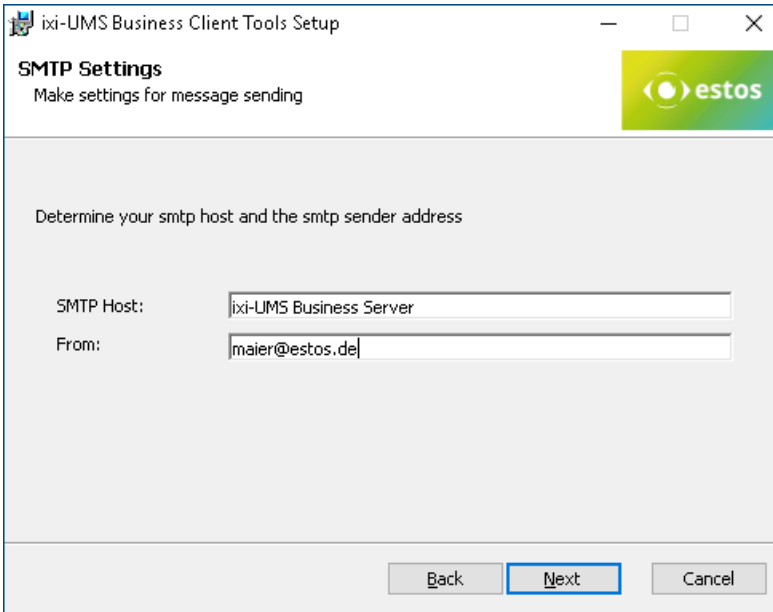 ixi-UMS Business Client Tools Setup
SMTP Settings
Make settings for message sending
estos
Determine your smtp host and the smtp sender address
SMTP Host: ixi-UMS Business Server
From: maier@estos.de
Back Next Cancel